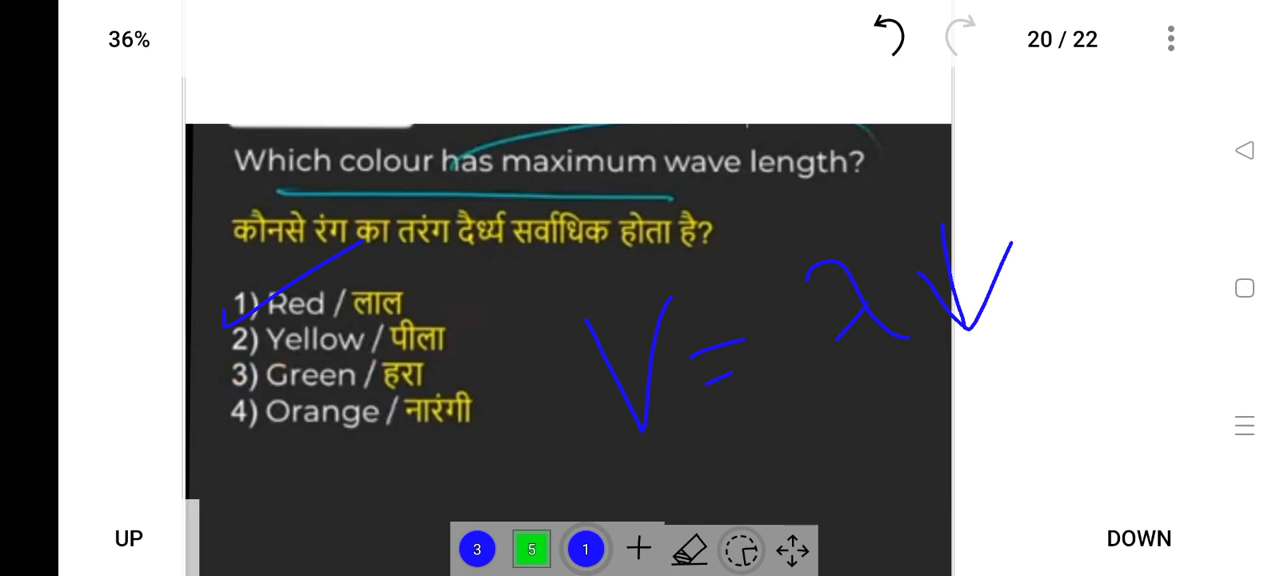 36%
20 / 22
Which colour has maximum wave length?
कौनसे रंग का तरंग दैर्ध्य सर्वाधिक होता है?
1) Red / लाल
2) Yellow / पीला
3) Green / हरा
4) Orange / नारंगी
V = λν
UP
3 5 1
DOWN